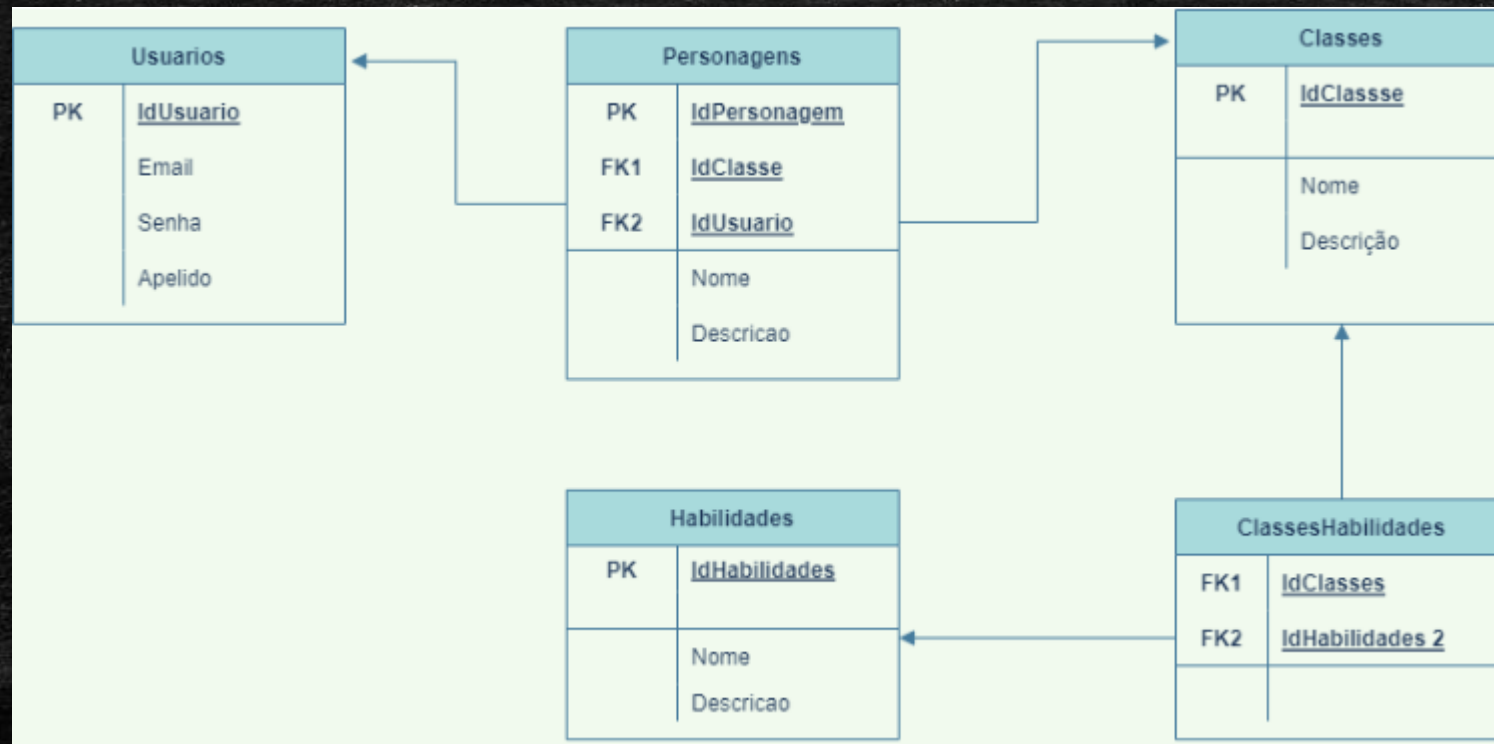 Usuarios
PK IdUsuario
Email
Senha
Apelido
Personagens
PK IdPersonagem
FK1 IdClasse
FK2 IdUsuario
Nome
Descricao
Classes
PK IdClassse
Nome
Descrição
Habilidades
PK IdHabilidades
Nome
Descricao
ClassesHabilidades
FK1 IdClasses
FK2 IdHabilidades 2